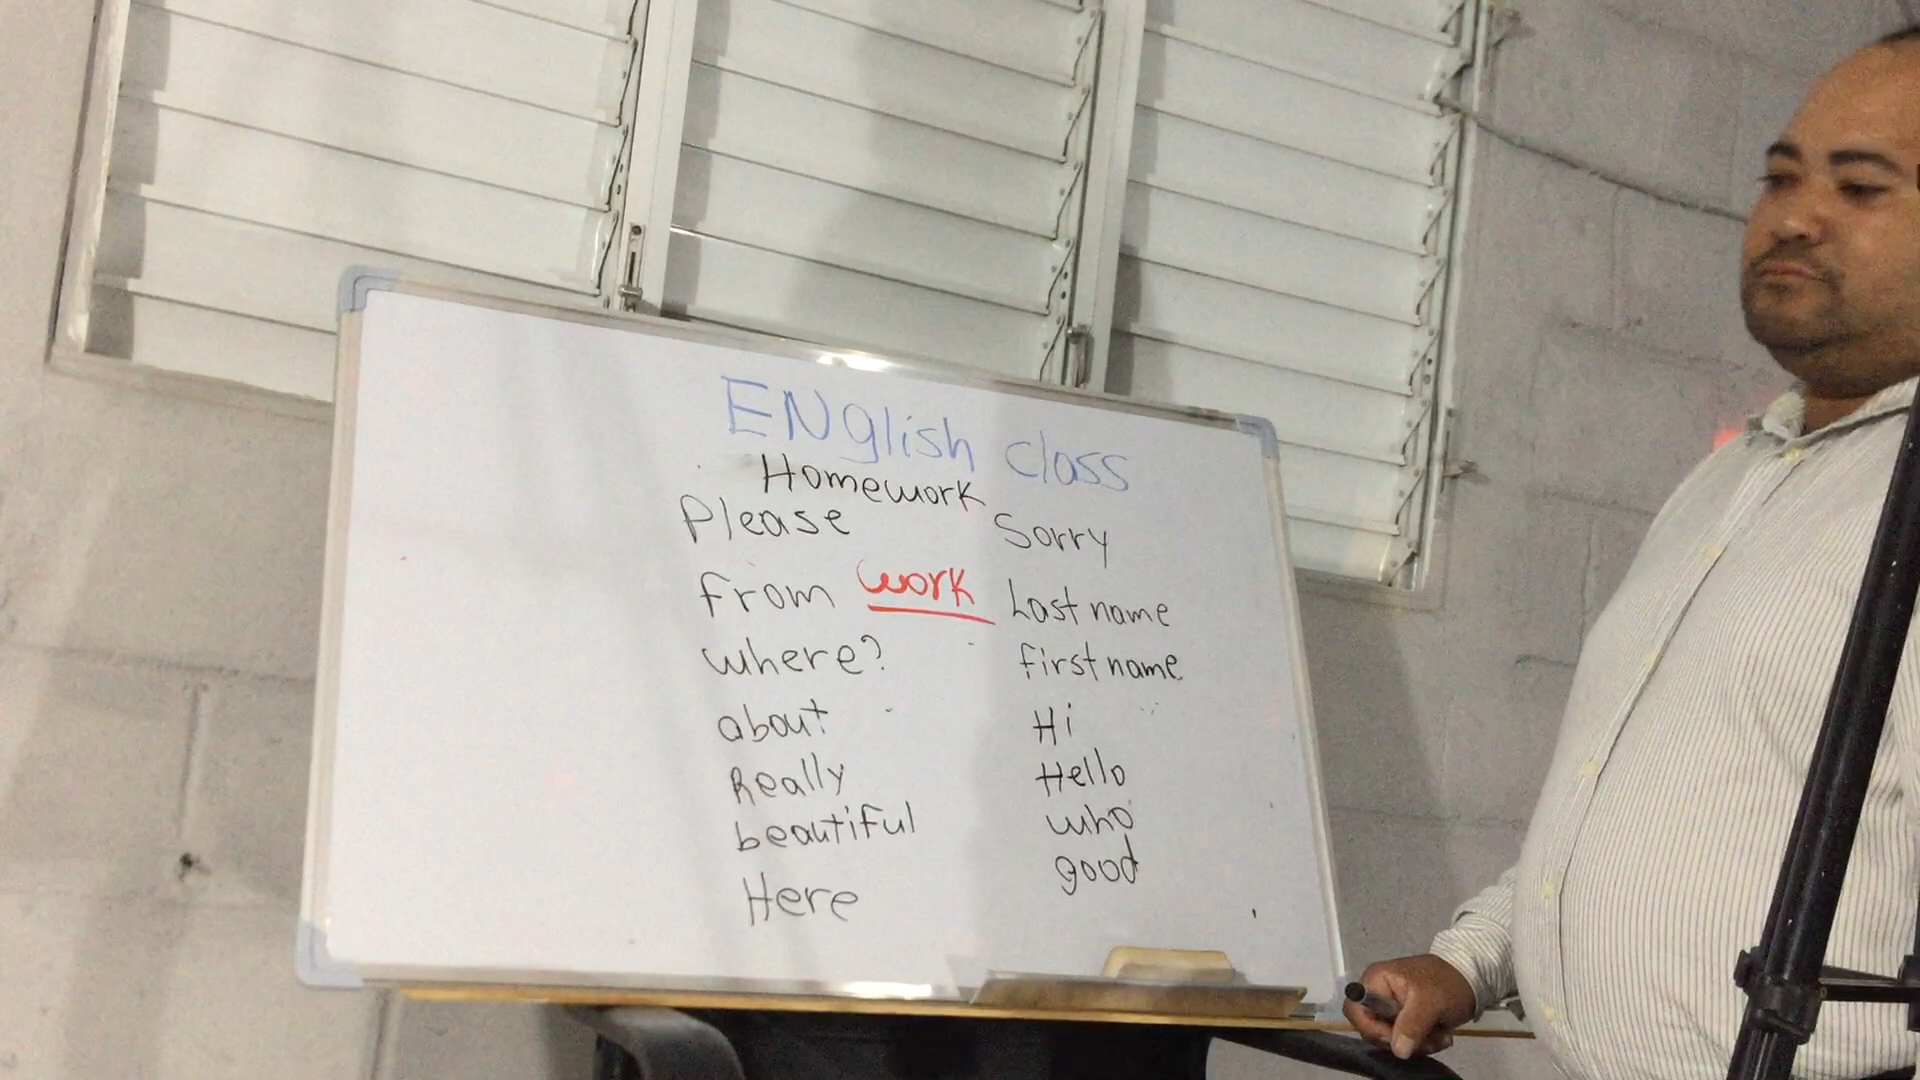 ENglish class
Homework
Please
Sorry
from work
Last name
where?
first name
about
Hi
Really
Hello
beautiful
who
Here
good